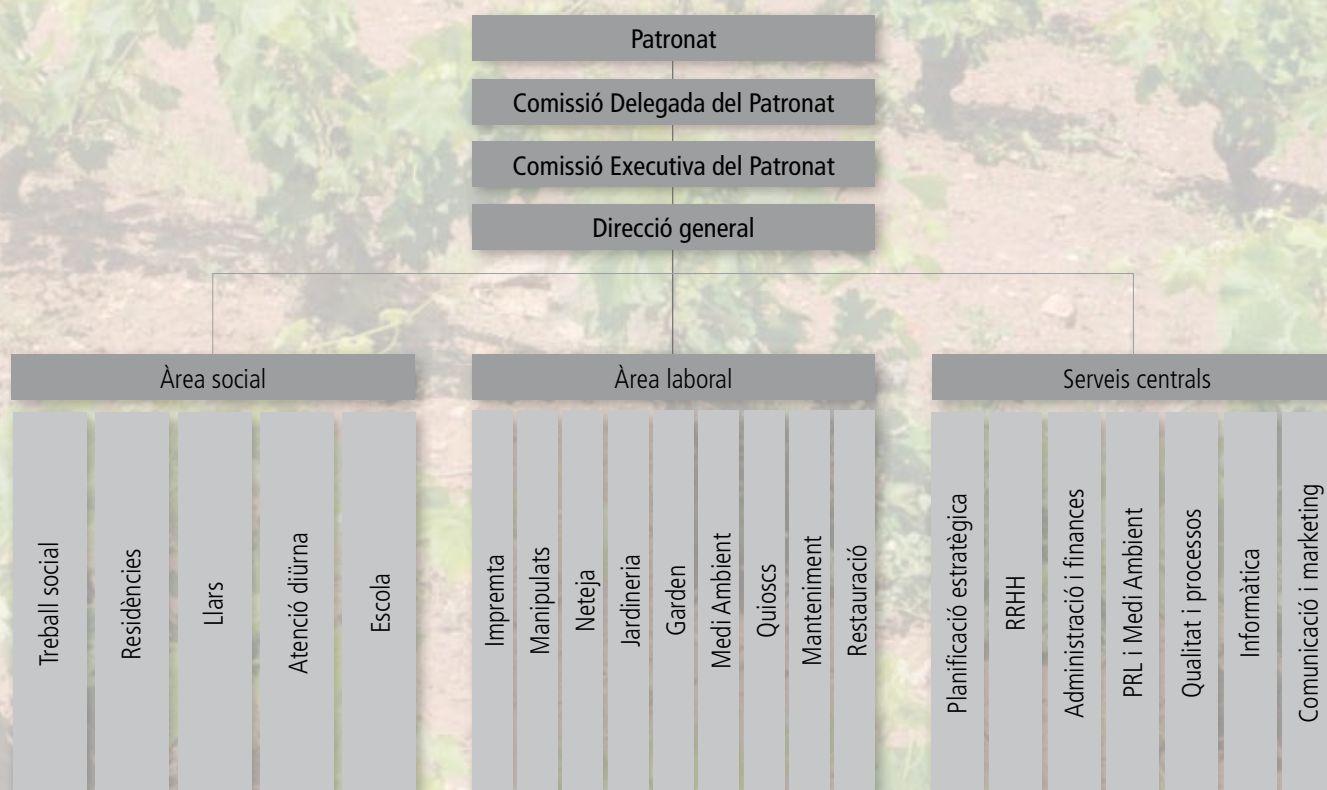 Patronat
Comissió Delegada del Patronat
Comissió Executiva del Patronat
Direcció general
Àrea social
Àrea laboral
Serveis centrals
Treball social
Residències
Llars
Atenció diürna
Escola
Impremta
Manipulats
Neteja
Jardineria
Garden
Medi Ambient
Quioscs
Manteniment
Restauració
Planificació estratègica
RRHH
Administració i finances
PRL i Medi Ambient
Qualitat i processos
Informàtica
Comunicació i marketing